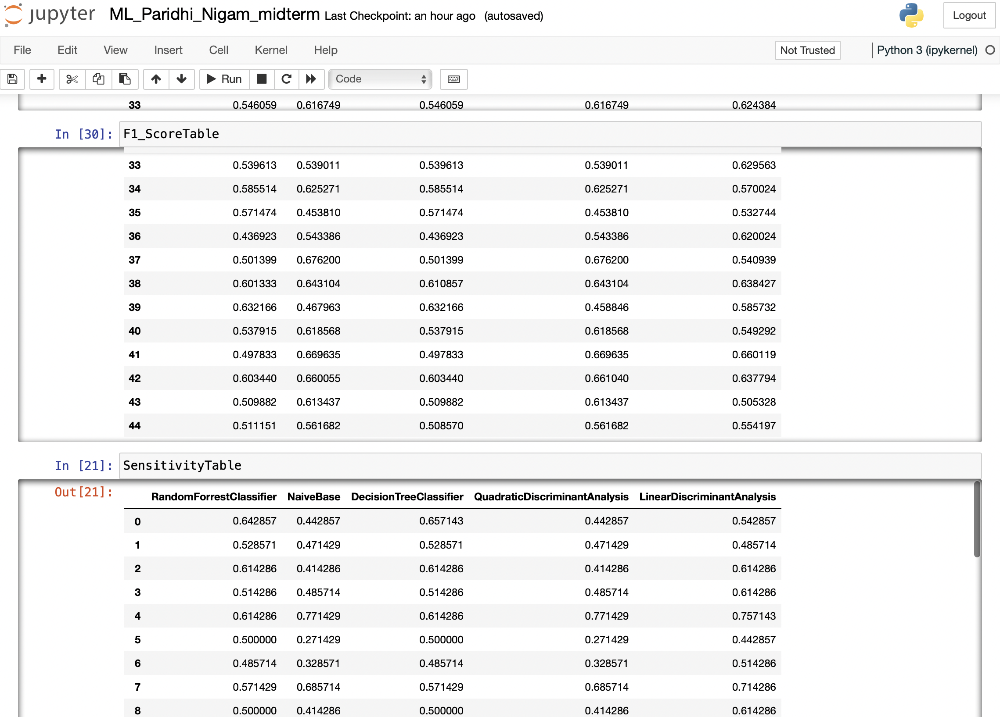 jupyter ML_Paridhi_Nigam_midterm Last Checkpoint: an hour ago (autosaved) Logout
File Edit View Insert Cell Kernel Help Not Trusted Python 3 (ipykernel)
Run Code
33 0.546059 0.616749 0.546059 0.616749 0.624384
In [30]: F1_ScoreTable
33 0.539613 0.539011 0.539613 0.539011 0.629563
34 0.585514 0.625271 0.585514 0.625271 0.570024
35 0.571474 0.453810 0.571474 0.453810 0.532744
36 0.436923 0.543386 0.436923 0.543386 0.620024
37 0.501399 0.676200 0.501399 0.676200 0.540939
38 0.601333 0.643104 0.610857 0.643104 0.638427
39 0.632166 0.467963 0.632166 0.458846 0.585732
40 0.537915 0.618568 0.537915 0.618568 0.549292
41 0.497833 0.669635 0.497833 0.669635 0.660119
42 0.603440 0.660055 0.603440 0.661040 0.637794
43 0.509882 0.613437 0.509882 0.613437 0.505328
44 0.511151 0.561682 0.508570 0.561682 0.554197
In [21]: SensitivityTable
Out[21]:
RandomForrestClassifier NaiveBase DecisionTreeClassifier QuadraticDiscriminantAnalysis LinearDiscriminantAnalysis
0 0.642857 0.442857 0.657143 0.442857 0.542857
1 0.528571 0.471429 0.528571 0.471429 0.485714
2 0.614286 0.414286 0.614286 0.414286 0.614286
3 0.514286 0.485714 0.514286 0.485714 0.614286
4 0.614286 0.771429 0.614286 0.771429 0.757143
5 0.500000 0.271429 0.500000 0.271429 0.442857
6 0.485714 0.328571 0.485714 0.328571 0.514286
7 0.571429 0.685714 0.571429 0.685714 0.714286
8 0.500000 0.414286 0.500000 0.414286 0.614286